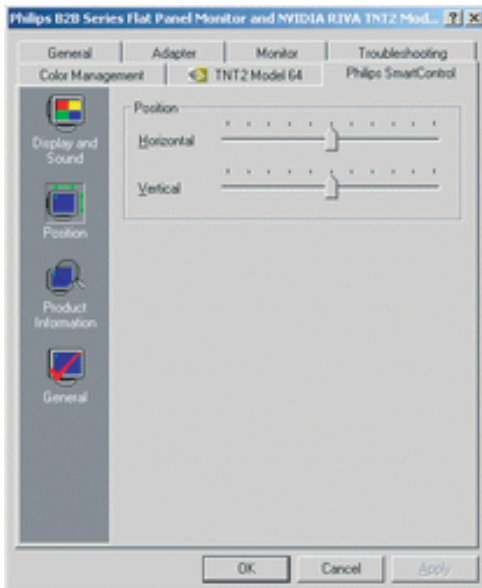 Philips B2B Series Flat Panel Monitor and NVIDIA RIVA TNT2 Mod...
General Adapter Monitor Troubleshooting
Color Management TNT2 Model 64 Philips SmartControl
Display and
Sound
Position
Product
Information
General
Position
Horizontal
Vertical
OK Cancel Apply